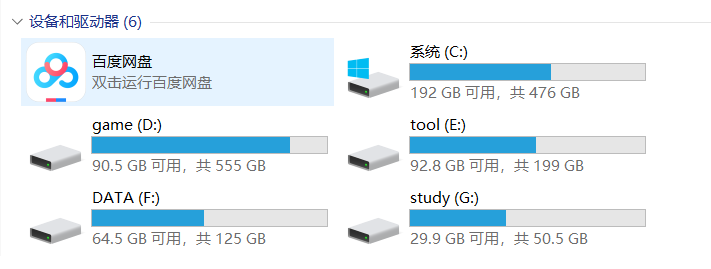 设备和驱动器 (6)
百度网盘
双击运行百度网盘
系统 (C:)
192 GB 可用，共 476 GB
game (D:)
90.5 GB 可用，共 555 GB
tool (E:)
92.8 GB 可用，共 199 GB
DATA (F:)
64.5 GB 可用，共 125 GB
study (G:)
29.9 GB 可用，共 50.5 GB